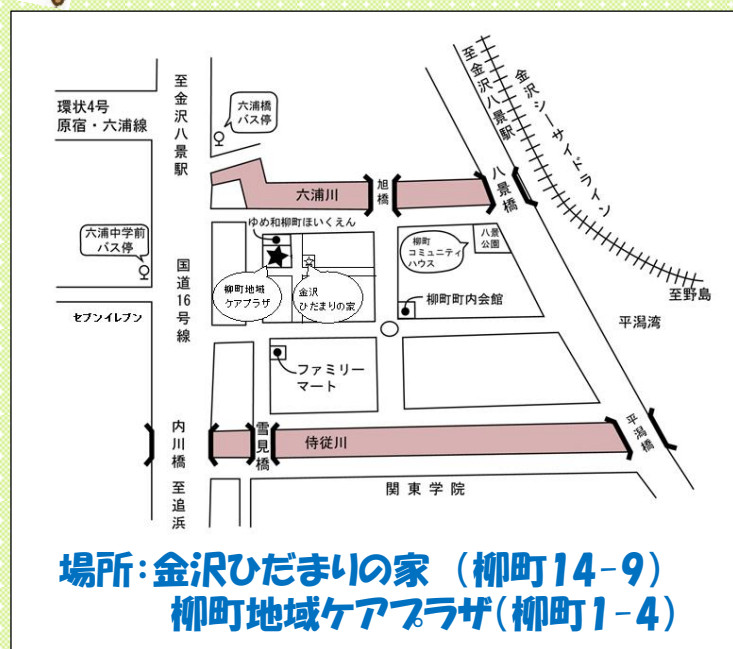 環状4号
原宿・六浦線
至金沢八景駅
六浦橋
バス停
至金沢八景駅
金沢シーサイドライン
六浦川
旭橋
八景橋
六浦中学前
バス停
ゆめ和柳町ほいくえん
柳町
コミュニティ
ハウス
八景
公園
国道16号線
柳町地域
ケアプラザ
金沢
ひだまりの家
至野島
セブンイレブン
柳町町内会館
平潟湾
ファミリー
マート
内川橋
雪見橋
侍従川
平潟橋
至追浜
関東学院
場所:金沢ひだまりの家 (柳町14-9)
柳町地域ケアプラザ(柳町1-4)